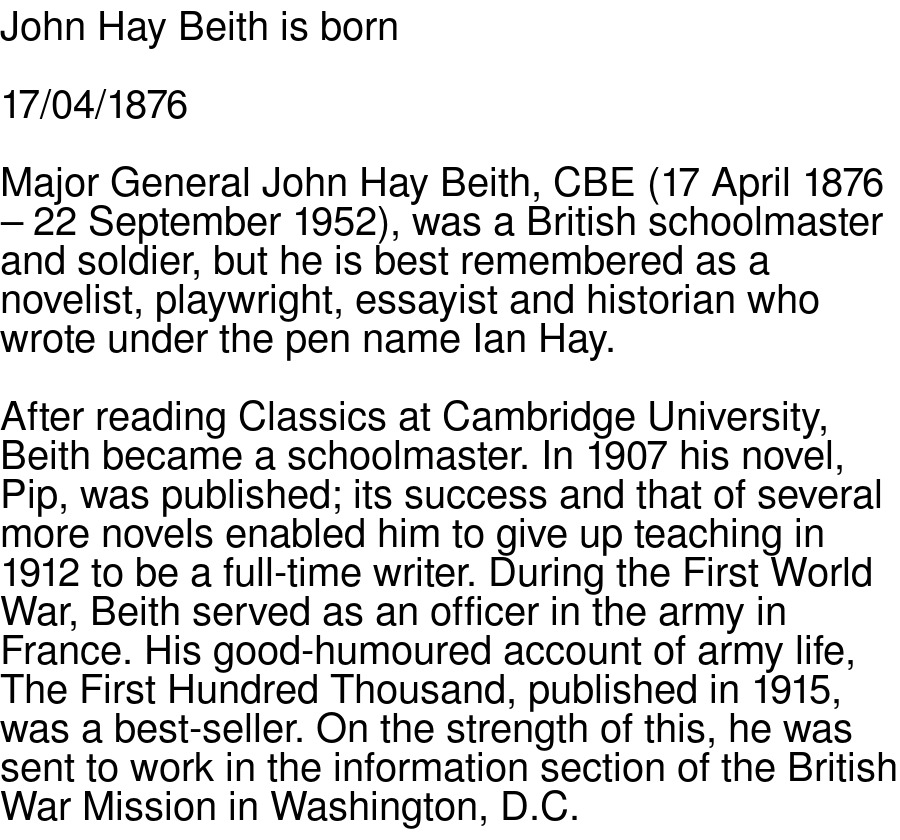 John Hay Beith is born
17/04/1876
Major General John Hay Beith, CBE (17 April 1876
– 22 September 1952), was a British schoolmaster
and soldier, but he is best remembered as a
novelist, playwright, essayist and historian who
wrote under the pen name Ian Hay.
After reading Classics at Cambridge University,
Beith became a schoolmaster. In 1907 his novel,
Pip, was published; its success and that of several
more novels enabled him to give up teaching in
1912 to be a full-time writer. During the First World
War, Beith served as an officer in the army in
France. His good-humoured account of army life,
The First Hundred Thousand, published in 1915,
was a best-seller. On the strength of this, he was
sent to work in the information section of the British
War Mission in Washington, D.C.